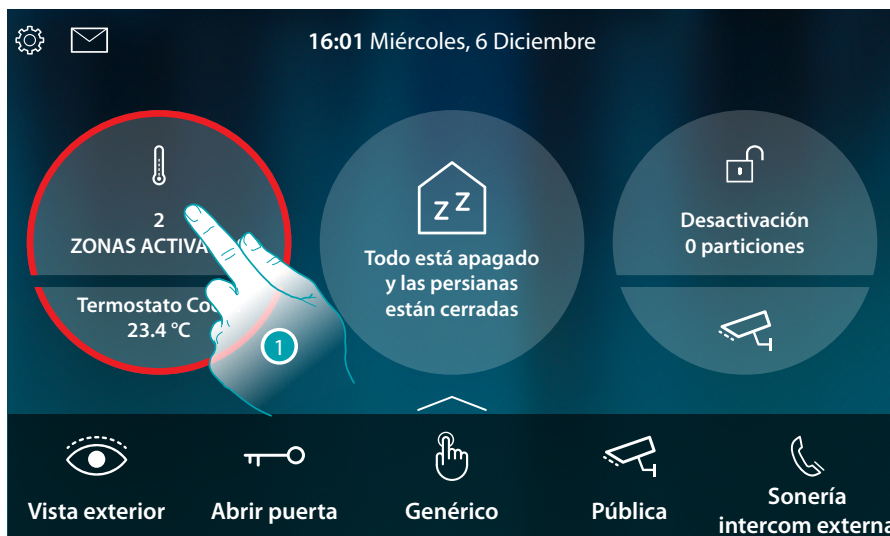 16:01 Miércoles, 6 Diciembre
2
ZONAS ACTIVA
Termostato Co
23.4 °C
1
z z
Todo está apagado
y las persianas
están cerradas
Desactivación
0 particiones
Vista exterior
Abrir puerta
Genérico
Pública
Sonería
intercom externa